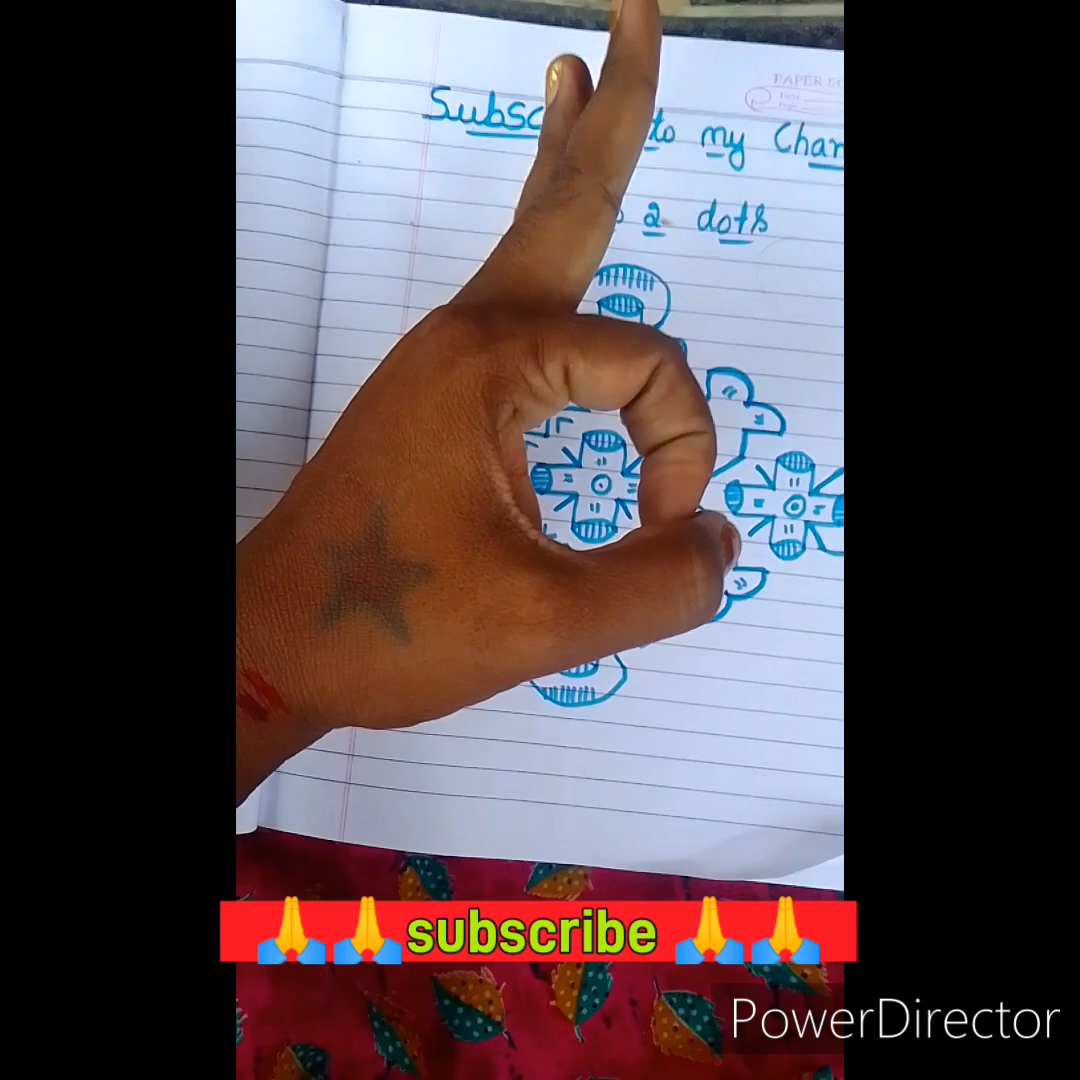 PAPER
Subsc to my Chan
2 dots
🙏🙏 subscribe 🙏🙏
PowerDirector